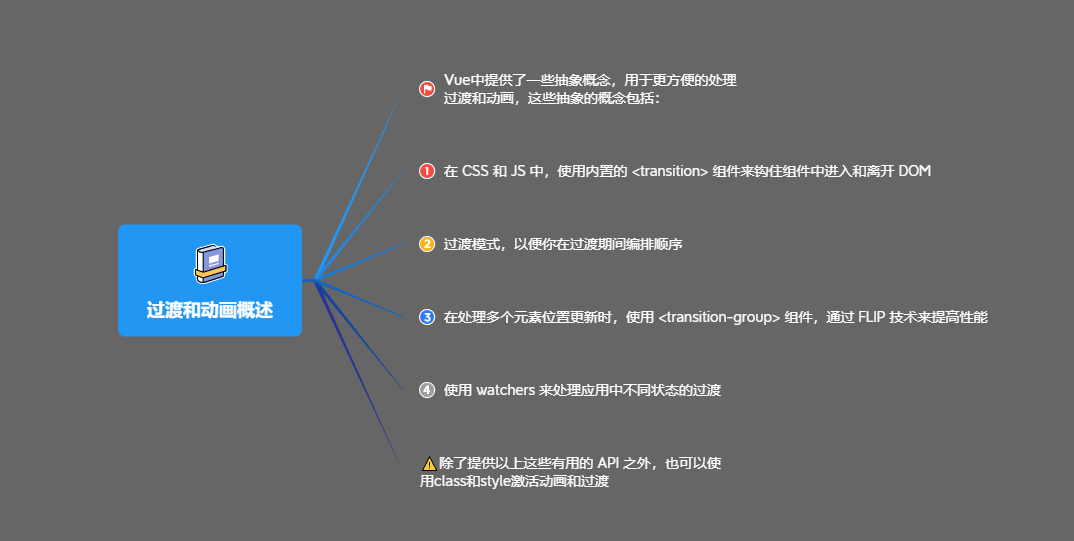 Vue中提供了一些抽象概念，用于更方便的处理
过渡和动画，这些抽象的概念包括：
1 在 CSS 和 JS 中，使用内置的 <transition> 组件来钩住组件中进入和离开 DOM
2 过渡模式，以便你在过渡期间编排顺序
过渡和动画概述
3 在处理多个元素位置更新时，使用 <transition-group> 组件，通过 FLIP 技术来提高性能
4 使用 watchers 来处理应用中不同状态的过渡
除了提供以上这些有用的 API 之外，也可以使
用class和style激活动画和过渡